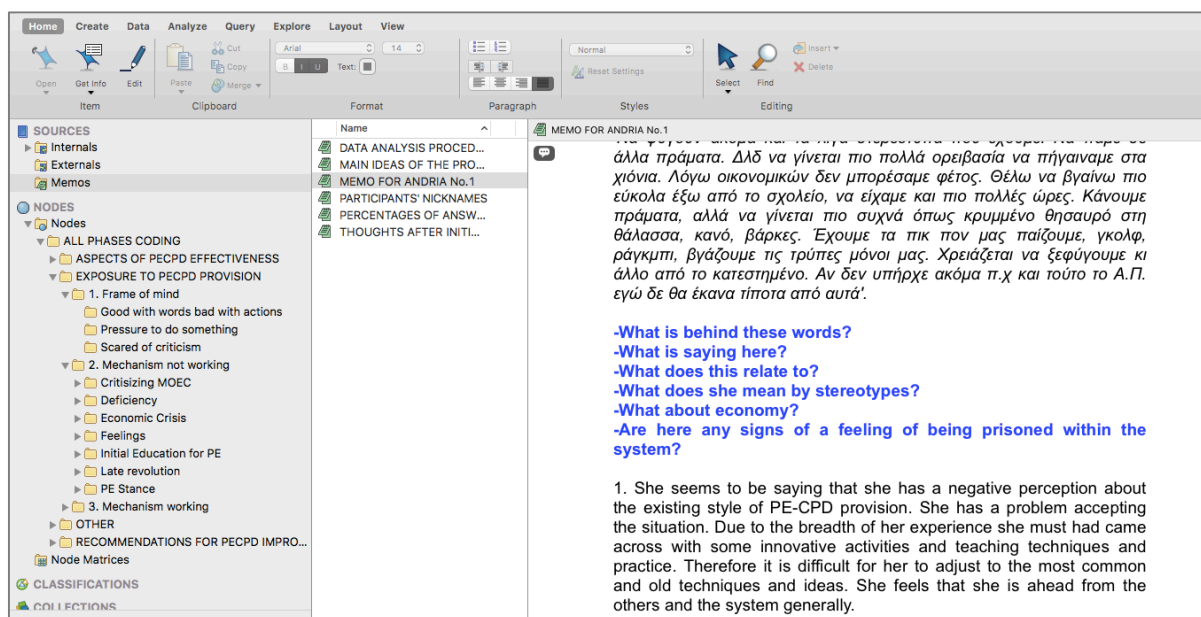 Home Create Data Analyze Query Explore Layout View
Open Get Info Edit Paste Cut Copy Merge Arial 14 B I U Text: Normal Reset Settings Select Find Insert Delete
Item Clipboard Format Paragraph Styles Editing
SOURCES
Internals
Externals
Memos
NODES
Nodes
ALL PHASES CODING
ASPECTS OF PECPD EFFECTIVENESS
EXPOSURE TO PECPD PROVISION
1. Frame of mind
Good with words bad with actions
Pressure to do something
Scared of criticism
2. Mechanism not working
Critisizing MOEC
Deficiency
Economic Crisis
Feelings
Initial Education for PE
Late revolution
PE Stance
3. Mechanism working
OTHER
RECOMMENDATIONS FOR PECPD IMPRO...
Node Matrices
CLASSIFICATIONS
COLLECTIONS
Name
DATA ANALYSIS PROCED...
MAIN IDEAS OF THE PRO...
MEMO FOR ANDRIA No.1
PARTICIPANTS' NICKNAMES
PERCENTAGES OF ANSW...
THOUGHTS AFTER INITI...
MEMO FOR ANDRIA No.1
άλλα πράματα. Δλδ να γίνεται πιο πολλά ορειβασία να πήγαιναμε στα
χιόνια. Λόγω οικονομικών δεν μπορέσαμε φέτος. Θέλω να βγαίνω πιο
εύκολα έξω από το σχολείο, να είχαμε και πιο πολλές ώρες. Κάνουμε
πράματα, αλλά να γίνεται πιο συχνά όπως κρυμμένο θησαυρό στη
θάλασσα, κανό, βάρκες. Έχουμε τα πικ πον μας παίζουμε, γκολφ,
ράγκμπι, βγάζουμε τις τρύπες μόνοι μας. Χρειάζεται να ξεφύγουμε κι
άλλο από το κατεστημένο. Αν δεν υπήρχε ακόμα π.χ και τούτο το Α.Π.
εγώ δε θα έκανα τίποτα από αυτά'.
-What is behind these words?
-What is saying here?
-What does this relate to?
-What does she mean by stereotypes?
-What about economy?
-Are here any signs of a feeling of being prisoned within the
system?
1. She seems to be saying that she has a negative perception about
the existing style of PE-CPD provision. She has a problem accepting
the situation. Due to the breadth of her experience she must had came
across with some innovative activities and teaching techniques and
practice. Therefore it is difficult for her to adjust to the most common
and old techniques and ideas. She feels that she is ahead from the
others and the system generally.